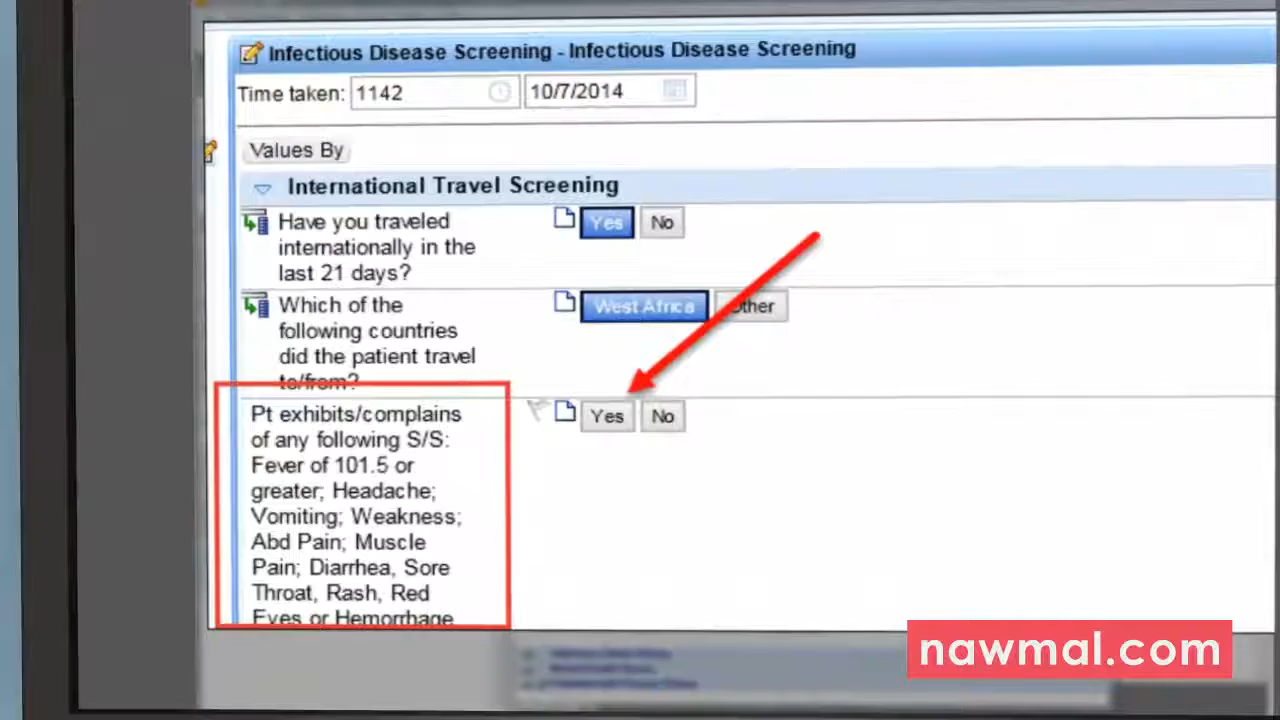 Infectious Disease Screening - Infectious Disease Screening
Time taken: 1142 10/7/2014
Values By
International Travel Screening
Have you traveled Yes No
internationally in the
last 21 days?
Which of the West Africa Other
following countries
did the patient travel
to/from?
Pt exhibits/complains Yes No
of any following S/S:
Fever of 101.5 or
greater; Headache;
Vomiting; Weakness;
Abd Pain; Muscle
Pain; Diarrhea, Sore
Throat, Rash, Red
Eyes or Hemorrhage
nawmal.com